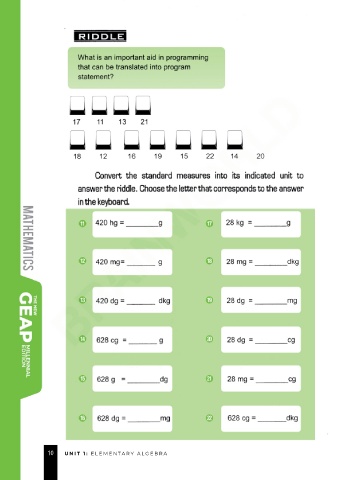 RIDDLE
What is an important aid in programming
that can be translated into program
statement?
17 11 13 21
18 12 16 19 15 22 14 20
Convert the standard measures into its indicated unit to
answer the riddle. Choose the letter that corresponds to the answer
in the keyboard.
11 420 hg = ________g
17 28 kg = ________g
12 420 mg= _______ g
18 28 mg = ________dkg
13 420 dg = _______ dkg
19 28 dg = ________mg
14 628 cg = _______ g
20 28 dg = ________cg
15 628 g = ________dg
21 28 mg = ________cg
16 628 dg = ________mg
22 628 cg = _______dkg
MATHEMATICS
THE NEW
GEAP
MILLENNIAL
EDITION
10 UNIT 1: ELEMENTARY ALGEBRA